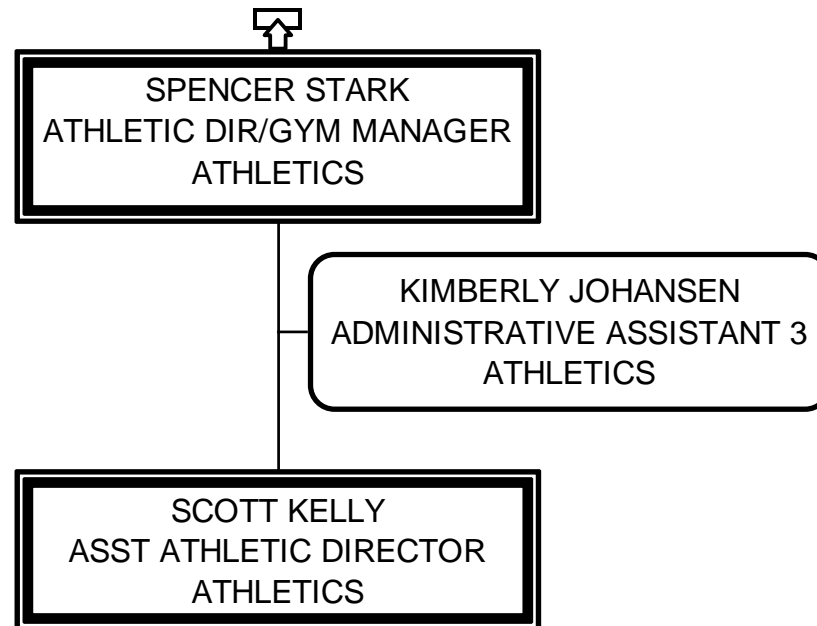 SPENCER STARK
ATHLETIC DIR/GYM MANAGER
ATHLETICS
KIMBERLY JOHANSEN
ADMINISTRATIVE ASSISTANT 3
ATHLETICS
SCOTT KELLY
ASST ATHLETIC DIRECTOR
ATHLETICS